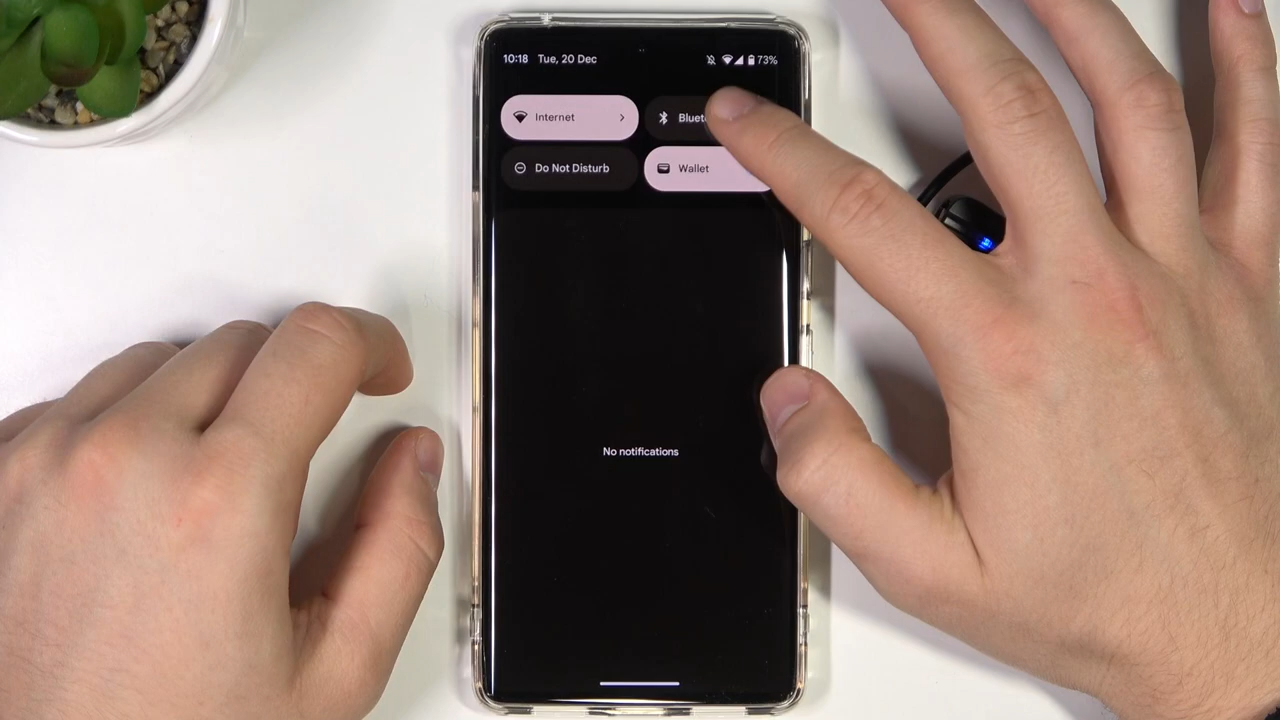 10:18 Tue, 20 Dec 73%
Internet
Do Not Disturb
Wallet
No notifications